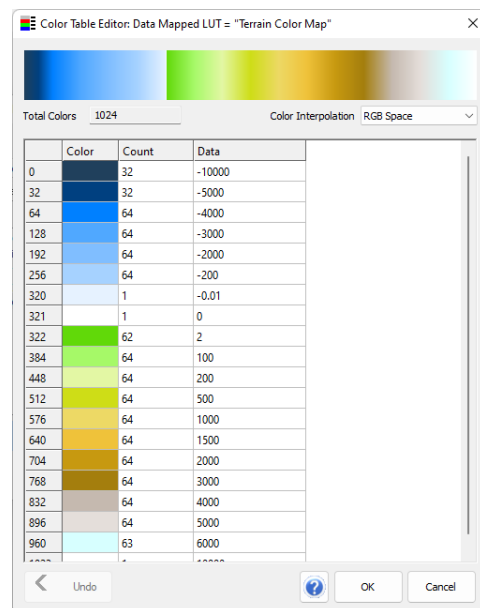 Color Table Editor: Data Mapped LUT = "Terrain Color Map"
Total Colors 1024 Color Interpolation RGB Space
Color Count Data
0 32 -10000
32 32 -5000
64 64 -4000
128 64 -3000
192 64 -2000
256 64 -200
320 1 -0.01
321 1 0
322 62 2
384 64 100
448 64 200
512 64 500
576 64 1000
640 64 1500
704 64 2000
768 64 3000
832 64 4000
896 64 5000
960 63 6000
Undo ? OK Cancel